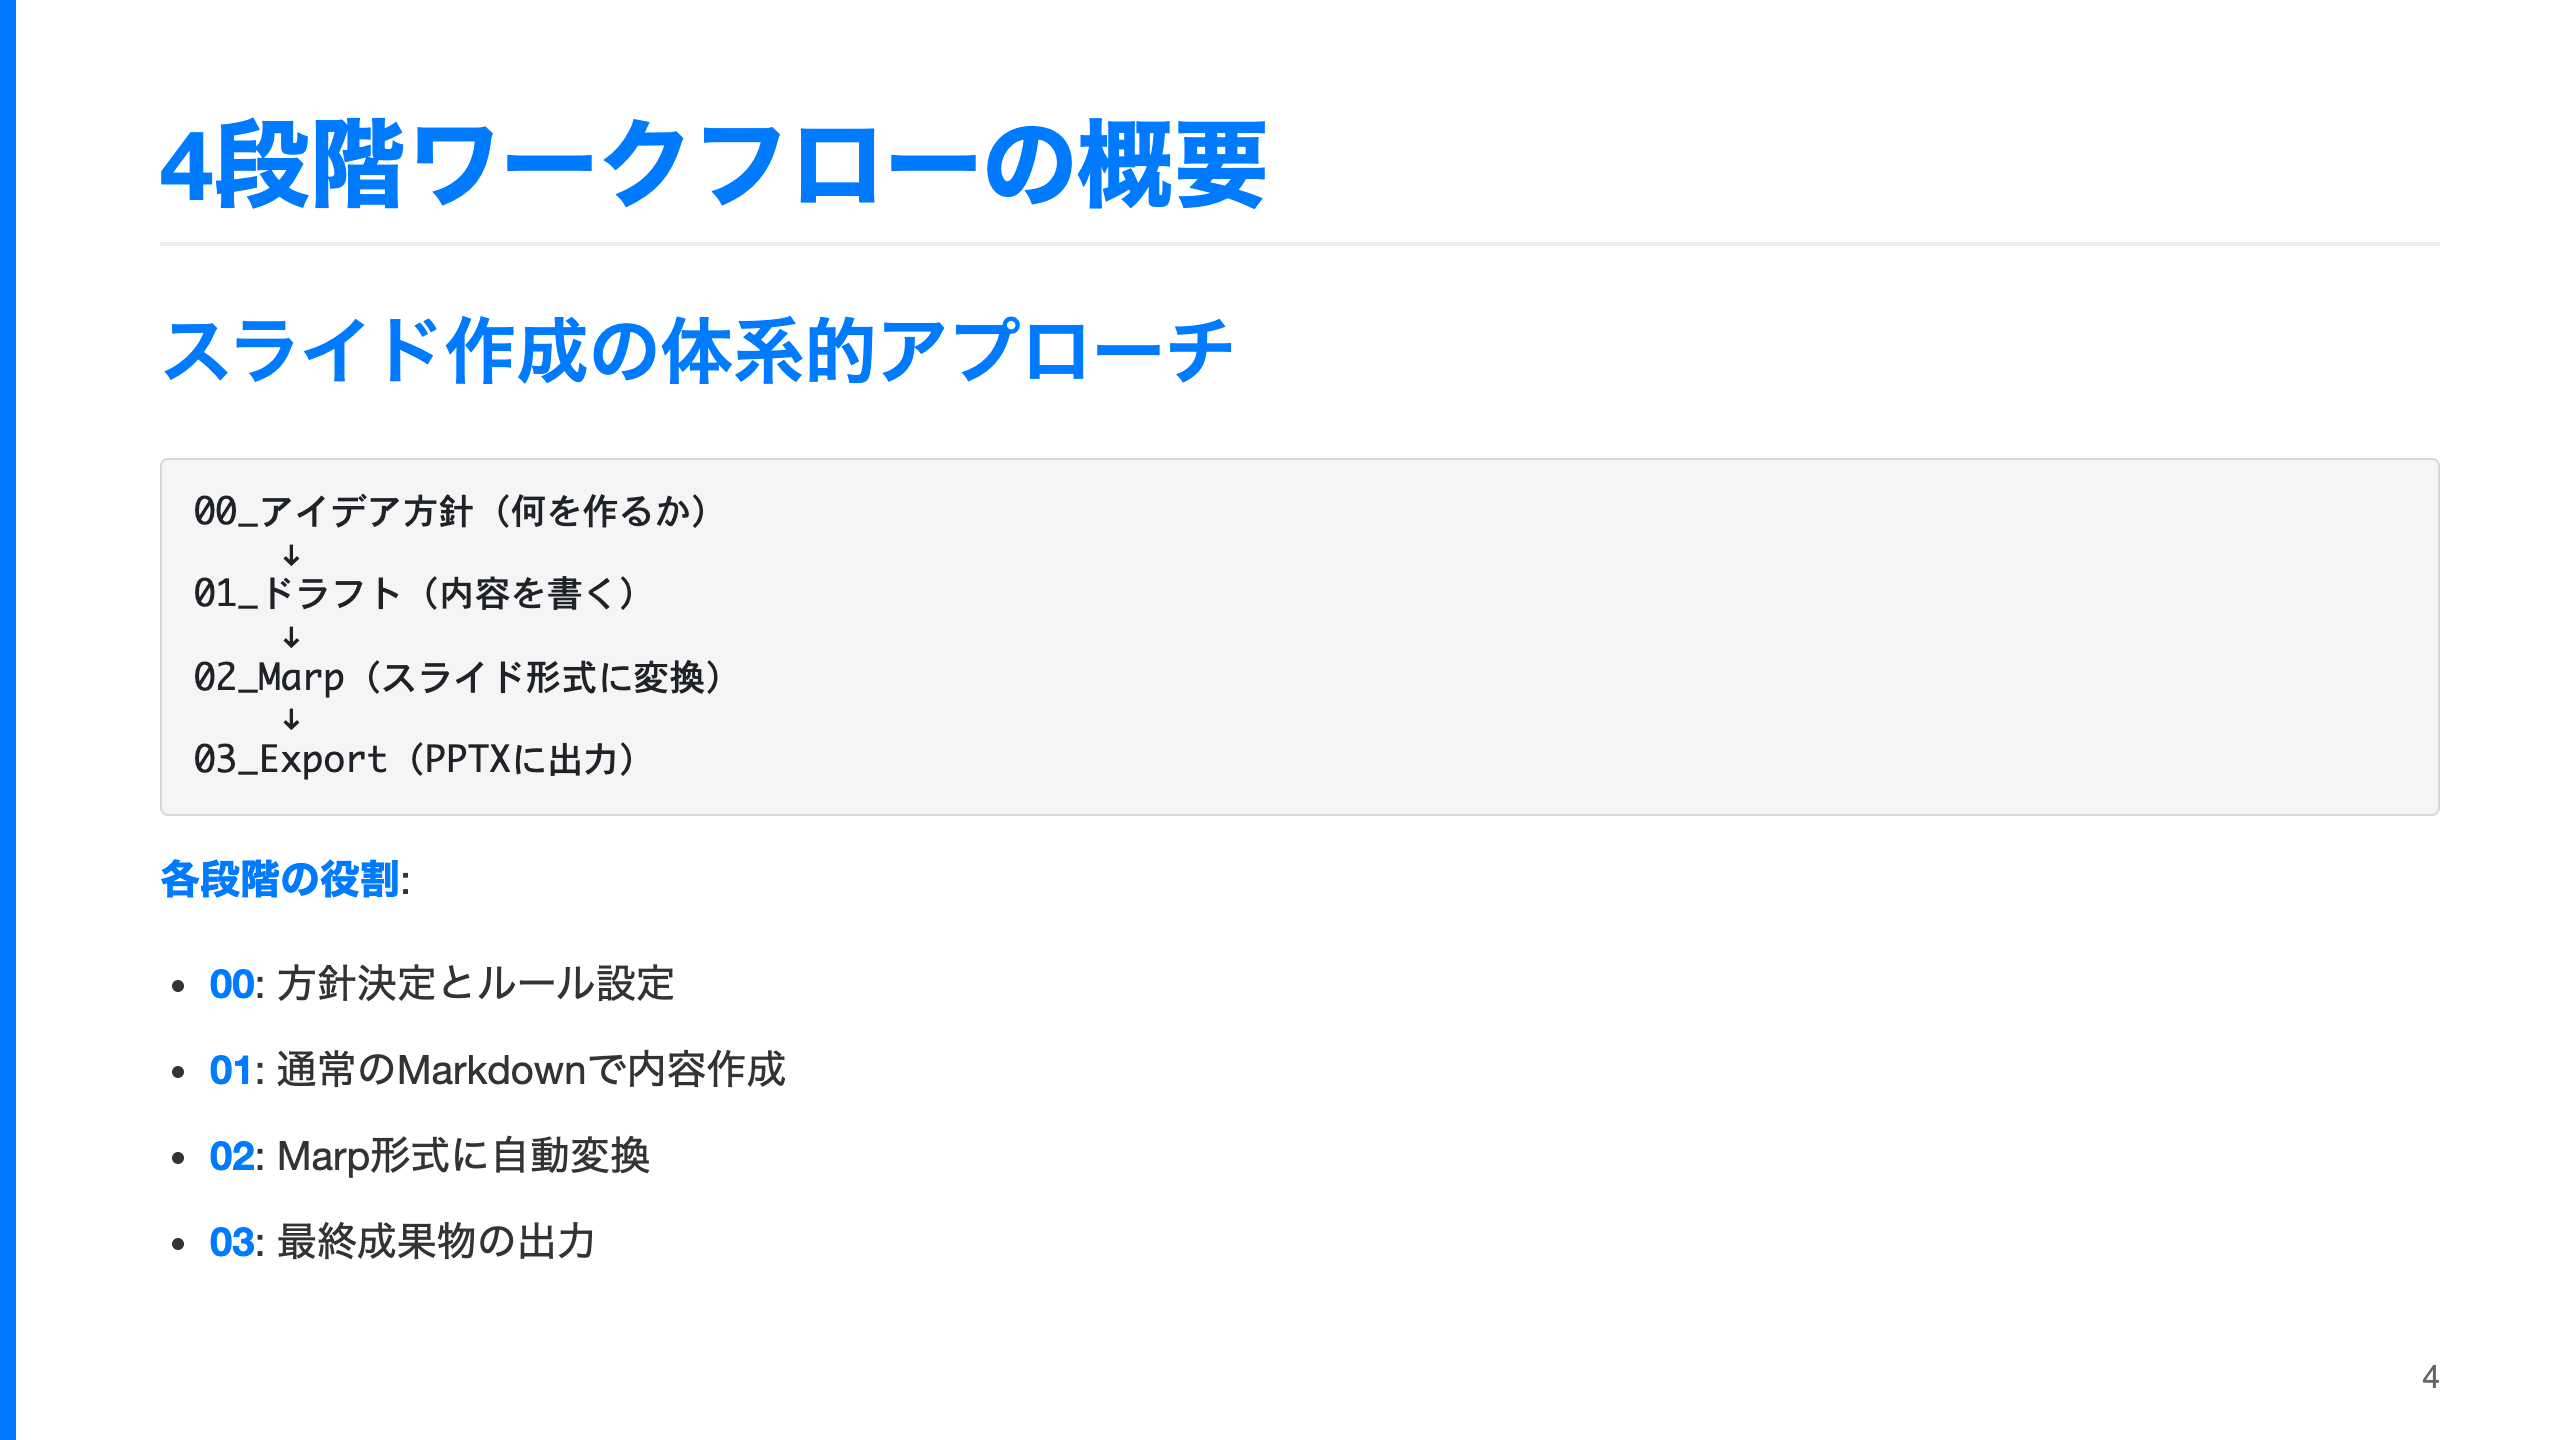 4段階ワークフローの概要
スライド作成の体系的アプローチ
00_アイデア方針（何を作るか）
↓
01_ドラフト（内容を書く）
↓
02_Marp（スライド形式に変換）
↓
03_Export（PPTXに出力）
各段階の役割:
• 00: 方針決定とルール設定
• 01: 通常のMarkdownで内容作成
• 02: Marp形式に自動変換
• 03: 最終成果物の出力
4